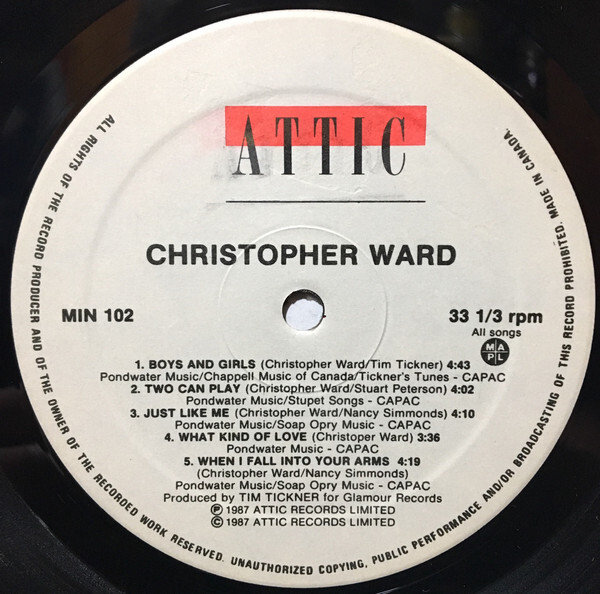 ATTIC
CHRISTOPHER WARD
MIN 102
33 1/3 rpm
All songs
MAPL
1. BOYS AND GIRLS (Christopher Ward/Tim Tickner) 4:43
Pondwater Music/Chappell Music of Canada/Tickner's Tunes - CAPAC
2. TWO CAN PLAY (Christopher Ward/Stuart Peterson) 4:02
Pondwater Music/Stupet Songs - CAPAC
3. JUST LIKE ME (Christopher Ward/Nancy Simmonds) 4:10
Pondwater Music/Soap Opry Music - CAPAC
4. WHAT KIND OF LOVE (Christoper Ward) 3:36
Pondwater Music - CAPAC
5. WHEN I FALL INTO YOUR ARMS 4:19
(Christopher Ward/Nancy Simmonds)
Pondwater Music/Soap Opry Music - CAPAC
Produced by TIM TICKNER for Glamour Records
Ⓟ 1987 ATTIC RECORDS LIMITED
© 1987 ATTIC RECORDS LIMITED
ALL RIGHTS OF THE RECORD PRODUCER AND OF THE OWNER OF THE RECORDED WORK RESERVED. UNAUTHORIZED COPYING, PUBLIC PERFORMANCE AND/OR BROADCASTING OF THIS RECORD PROHIBITED. MADE IN CANADA.